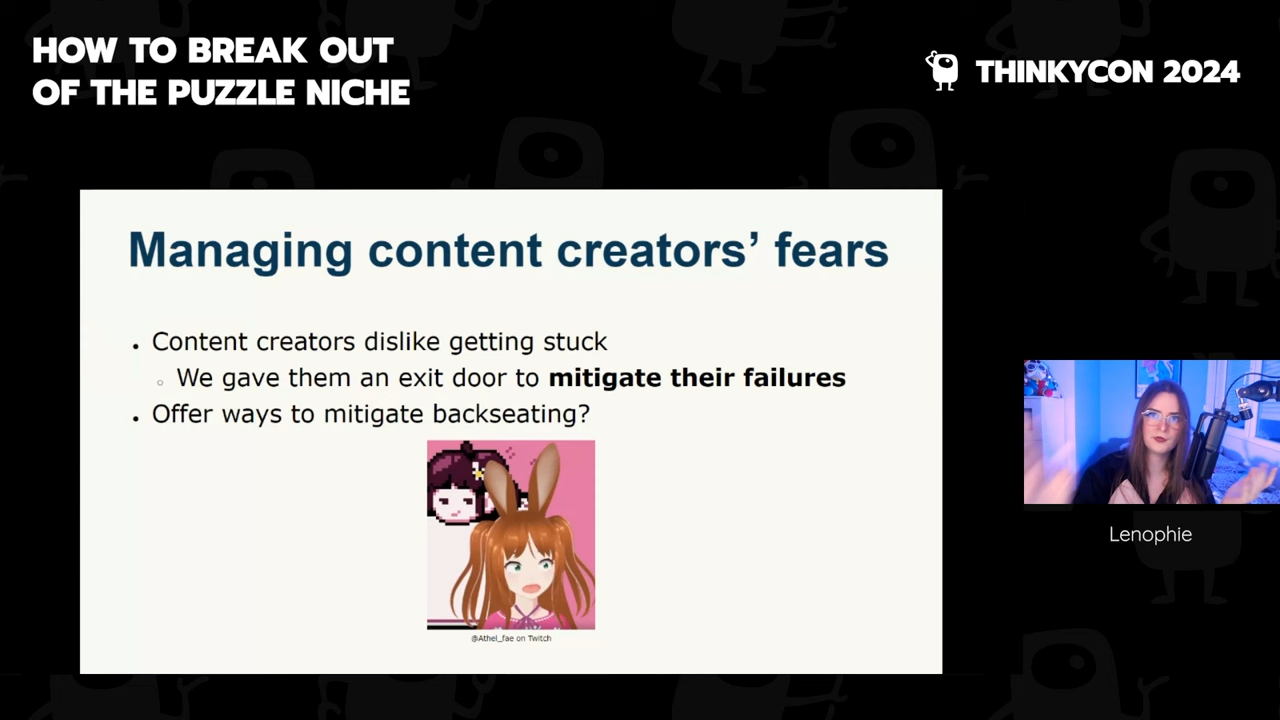 HOW TO BREAK OUT
OF THE PUZZLE NICHE
THINKYCON 2024
Managing content creators’ fears
• Content creators dislike getting stuck
◦ We gave them an exit door to mitigate their failures
• Offer ways to mitigate backseating?
@Athel_fae on Twitch
Lenophie